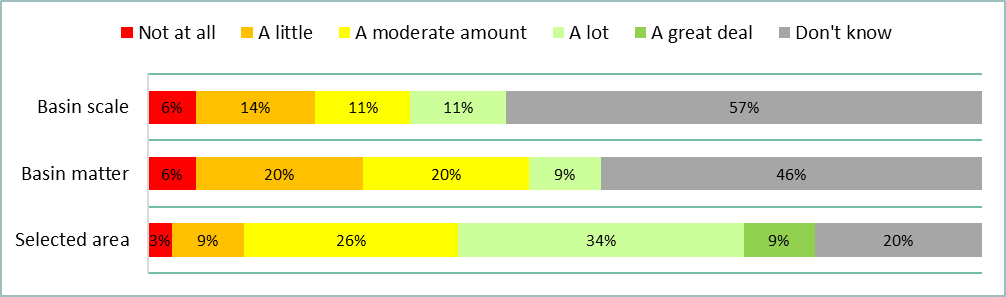 Not at all A little A moderate amount A lot A great deal Don't know
Basin scale 6% 14% 11% 11% 57%
Basin matter 6% 20% 20% 9% 46%
Selected area 3% 9% 26% 34% 9% 20%